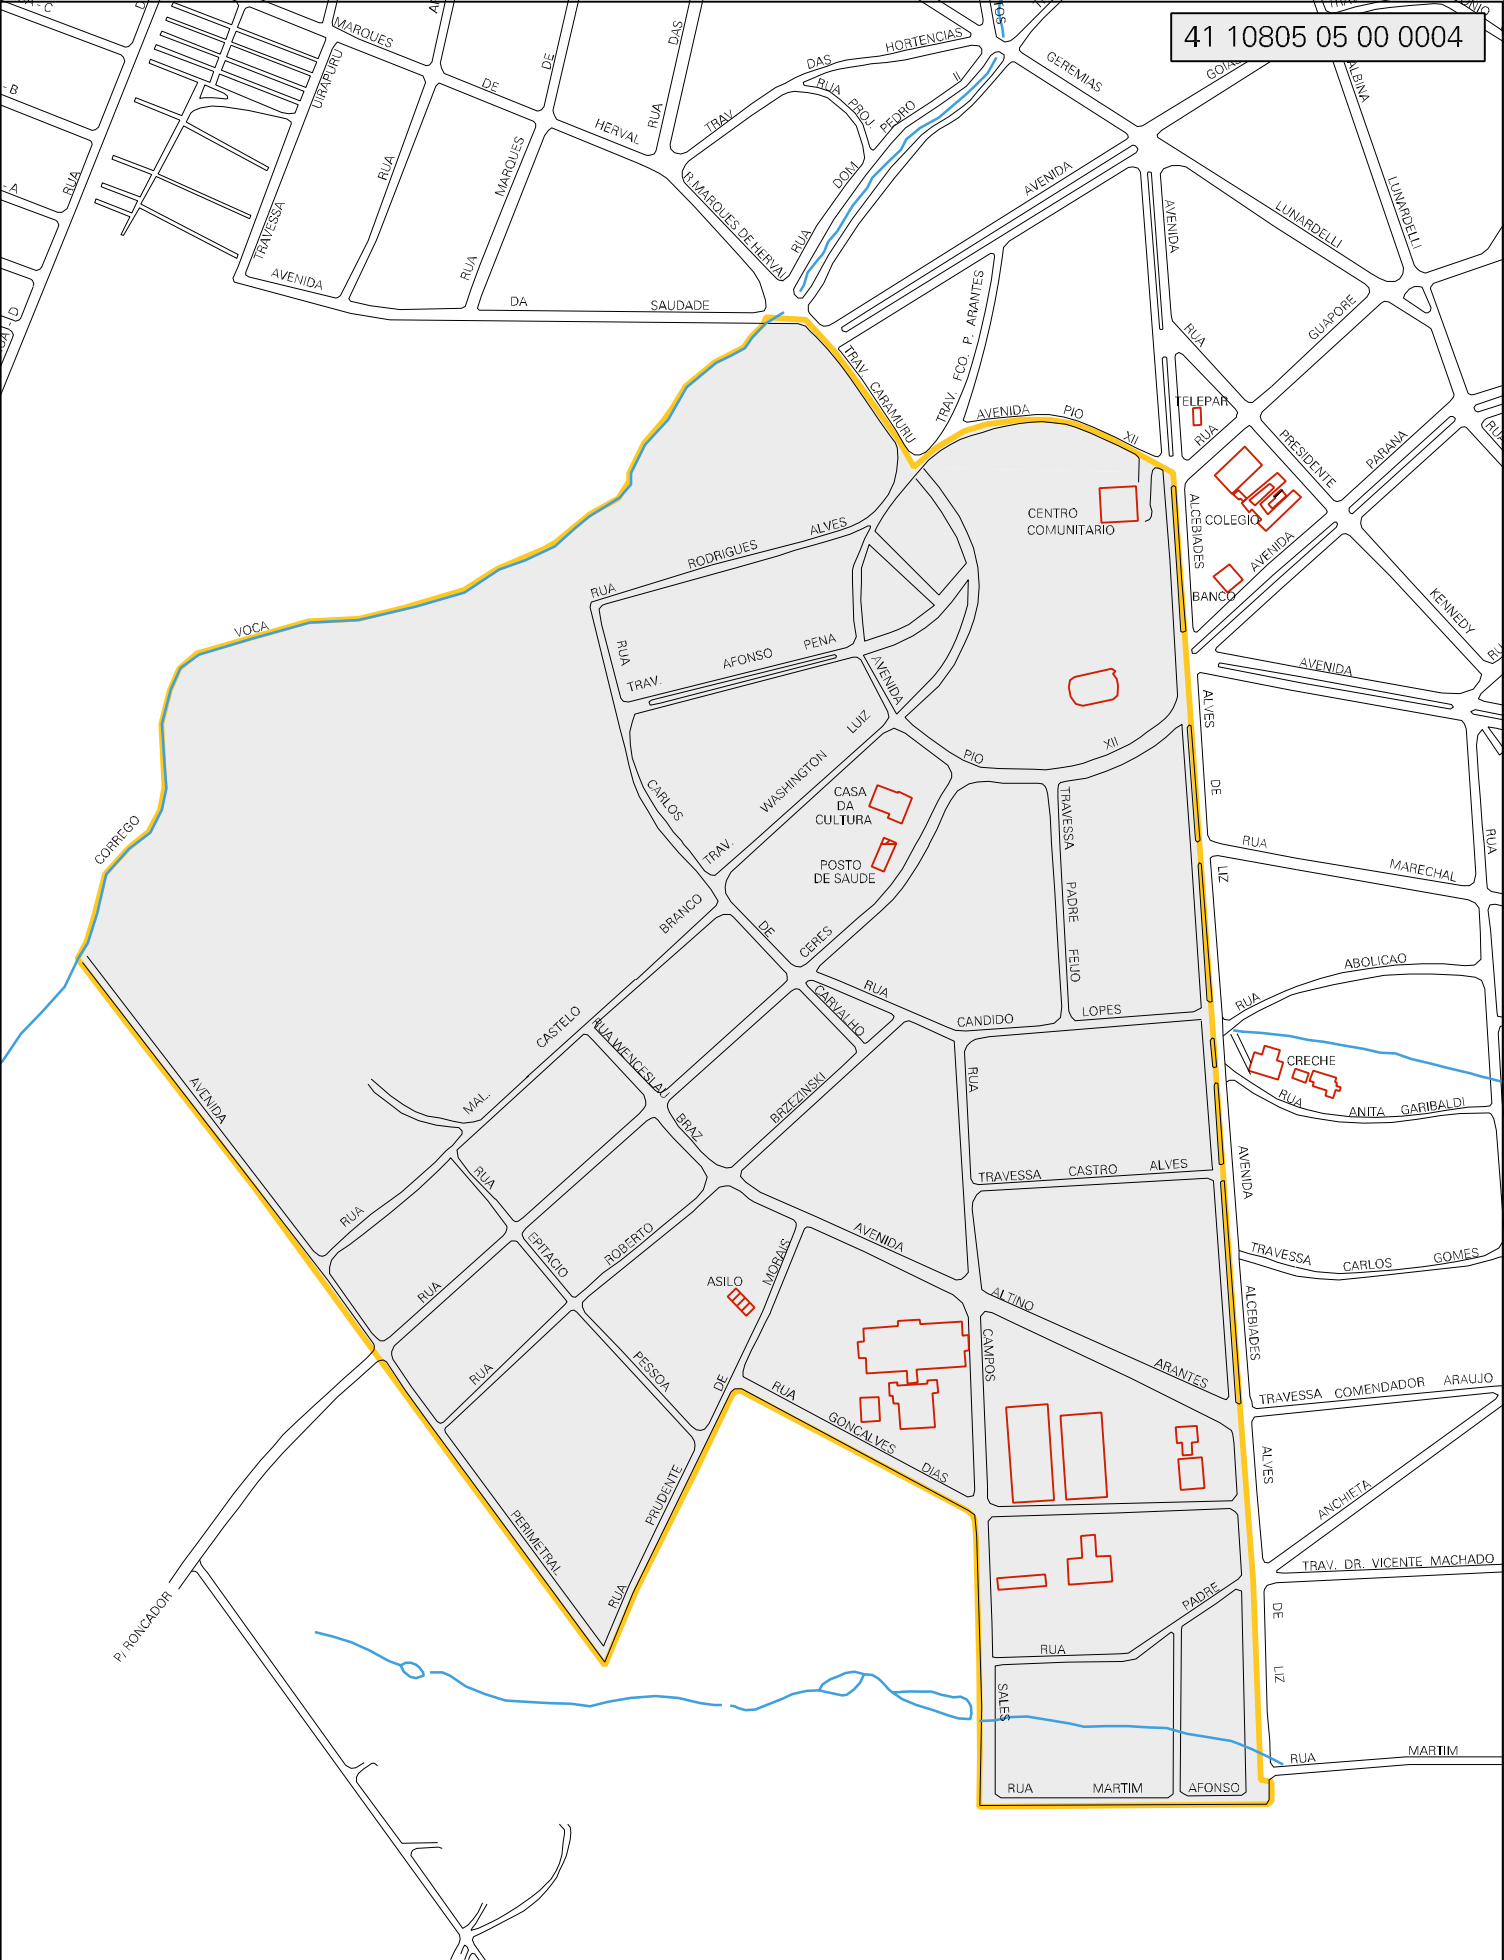 41 10805 05 00 0004
MARQUES
DE
HERVAL
UIRAPURU
TRAVESSA
RUA
RUA
MARQUES
DE
RUA
RUA
DAS
AVENIDA
DA
SAUDADE
TRAV.
DAS
HORTENCIAS
RUA
PROJ.
R.MARQUES DE HERVAL
RUA
DOM
PEDRO
II
GEREMIAS
LUNARDELLI
AVENIDA
AVENIDA
ALBINA
LUNARDELLI
RUA
GUAPORE
TRAV. CARAMURU
TRAV. FCO. P. ARANTES
AVENIDA
PIO
XII
TELEPAR
RUA
PRESIDENTE
KENNEDY
PARANA
AVENIDA
COLEGIO
BANCO
ALCEBIADES
CENTRO
COMUNITARIO
RUA
RODRIGUES
ALVES
RUA
CARLOS
TRAV.
AFONSO
PENA
AVENIDA
LUIZ
WASHINGTON
TRAV.
PIO
XII
VOCA
CORREGO
CASA
DA
CULTURA
POSTO
DE SAUDE
CERES
TRAVESSA
PADRE
FEIJO
ALVES
DE
LIZ
AVENIDA
RUA
MARECHAL
RUA
RUA
ABOLICAO
BRANCO
CASTELO
MAL.
RUA
DE
CARVALHO
RUA
CANDIDO
LOPES
RUA WENCESLAU
BRAZ
BRZEZINSKI
ROBERTO
RUA
CRECHE
RUA
ANITA
GARIBALDI
AVENIDA
PERIMETRAL
RUA
EPITACIO
PESSOA
RUA
RUA
CAMPOS
SALES
TRAVESSA
CASTRO
ALVES
AVENIDA
ALTINO
ARANTES
AVENIDA
ALCEBIADES
ALVES
DE
LIZ
TRAVESSA
CARLOS
GOMES
ASILO
MORAIS
DE
PRUDENTE
RUA
RUA
GONCALVES
DIAS
TRAVESSA
COMENDADOR
ARAUJO
ANCHIETA
TRAV. DR. VICENTE MACHADO
P/ RONCADOR
RUA
PADRE
RUA
MARTIM
RUA
MARTIM
AFONSO